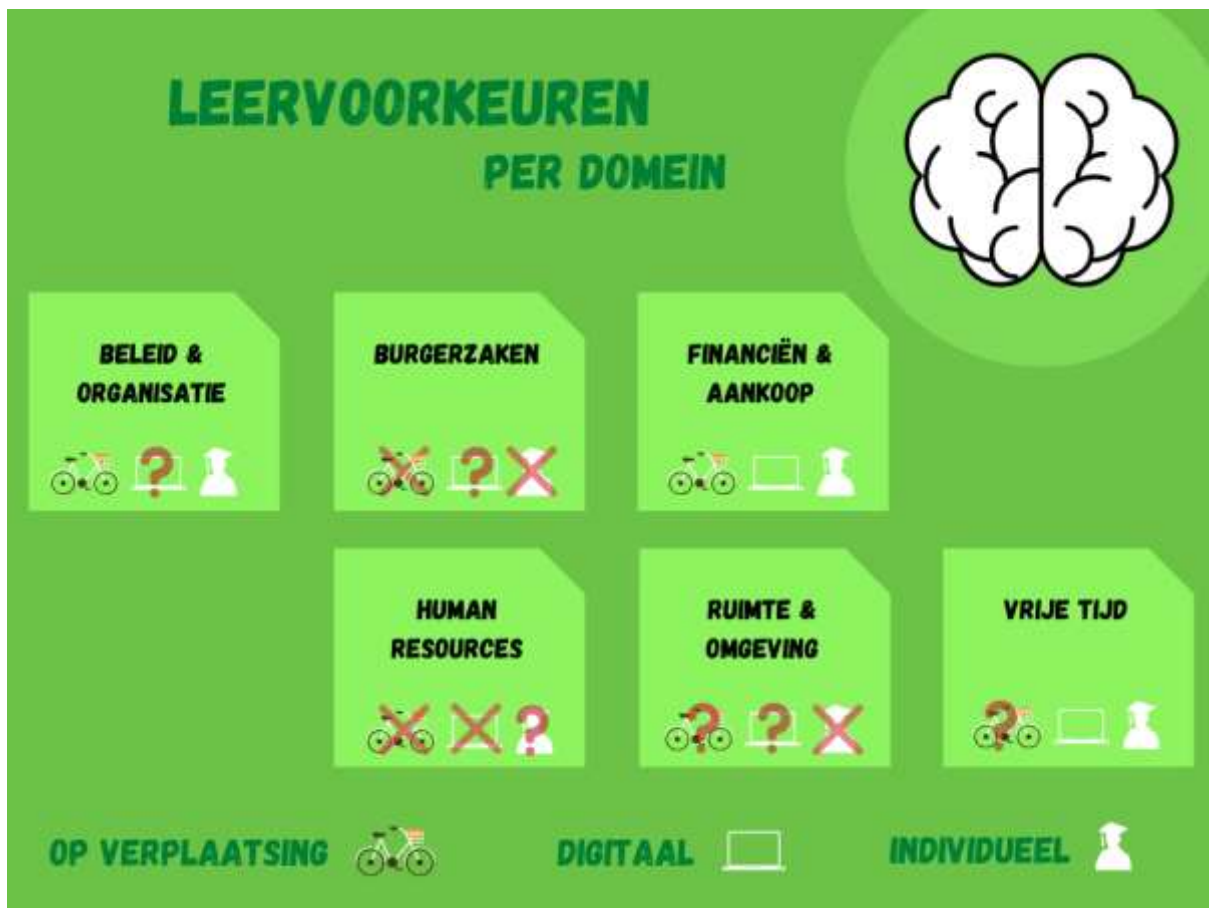 LEERVOORKEUREN
PER DOMEIN
BELEID &
ORGANISATIE
?
BURGERZAKEN
?
FINANCIËN &
AANKOOP
HUMAN
RESOURCES
?
RUIMTE &
OMGEVING
? ?
VRIJE TIJD
?
OP VERPLAATSING
DIGITAAL
INDIVIDUEEL